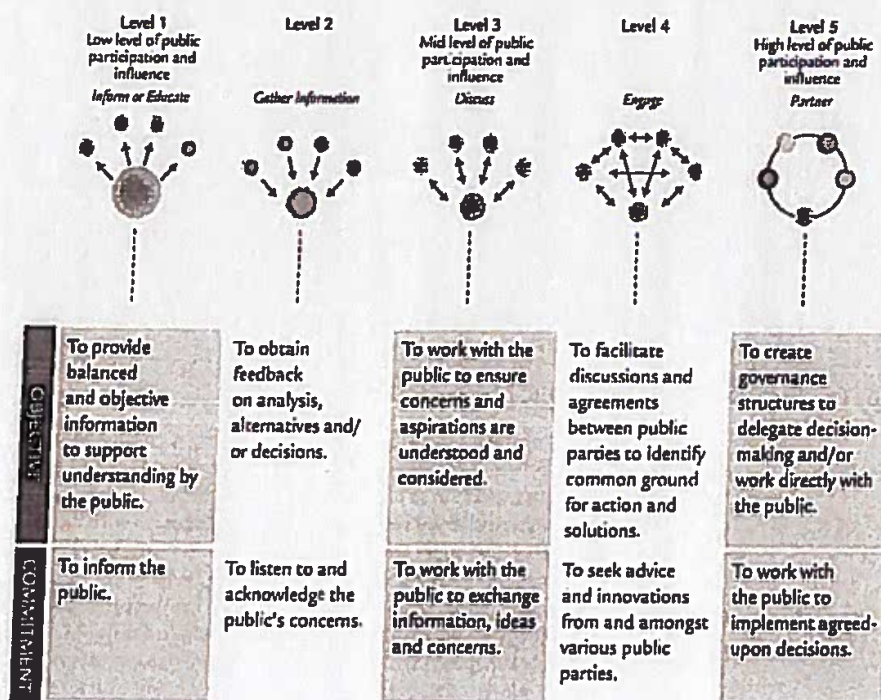 Level 1
Low level of public
participation and
influence
Inform or Educate
Level 2
Gather Information
Level 3
Mid level of public
participation and
influence
Discuss
Level 4
Engage
Level 5
High level of public
participation and
influence
Partner
OBJECTIVE
To provide
balanced
and objective
information
to support
understanding by
the public.
To obtain
feedback
on analysis,
alternatives and/
or decisions.
To work with the
public to ensure
concerns and
aspirations are
understood and
considered.
To facilitate
discussions and
agreements
between public
parties to identify
common ground
for action and
solutions.
To create
governance
structures to
delegate decision-
making and/or
work directly with
the public.
COMMITMENT
To inform the
public.
To listen to and
acknowledge the
public's concerns.
To work with the
public to exchange
information, ideas
and concerns.
To seek advice
and innovations
from and amongst
various public
parties.
To work with
the public to
implement agreed-
upon decisions.